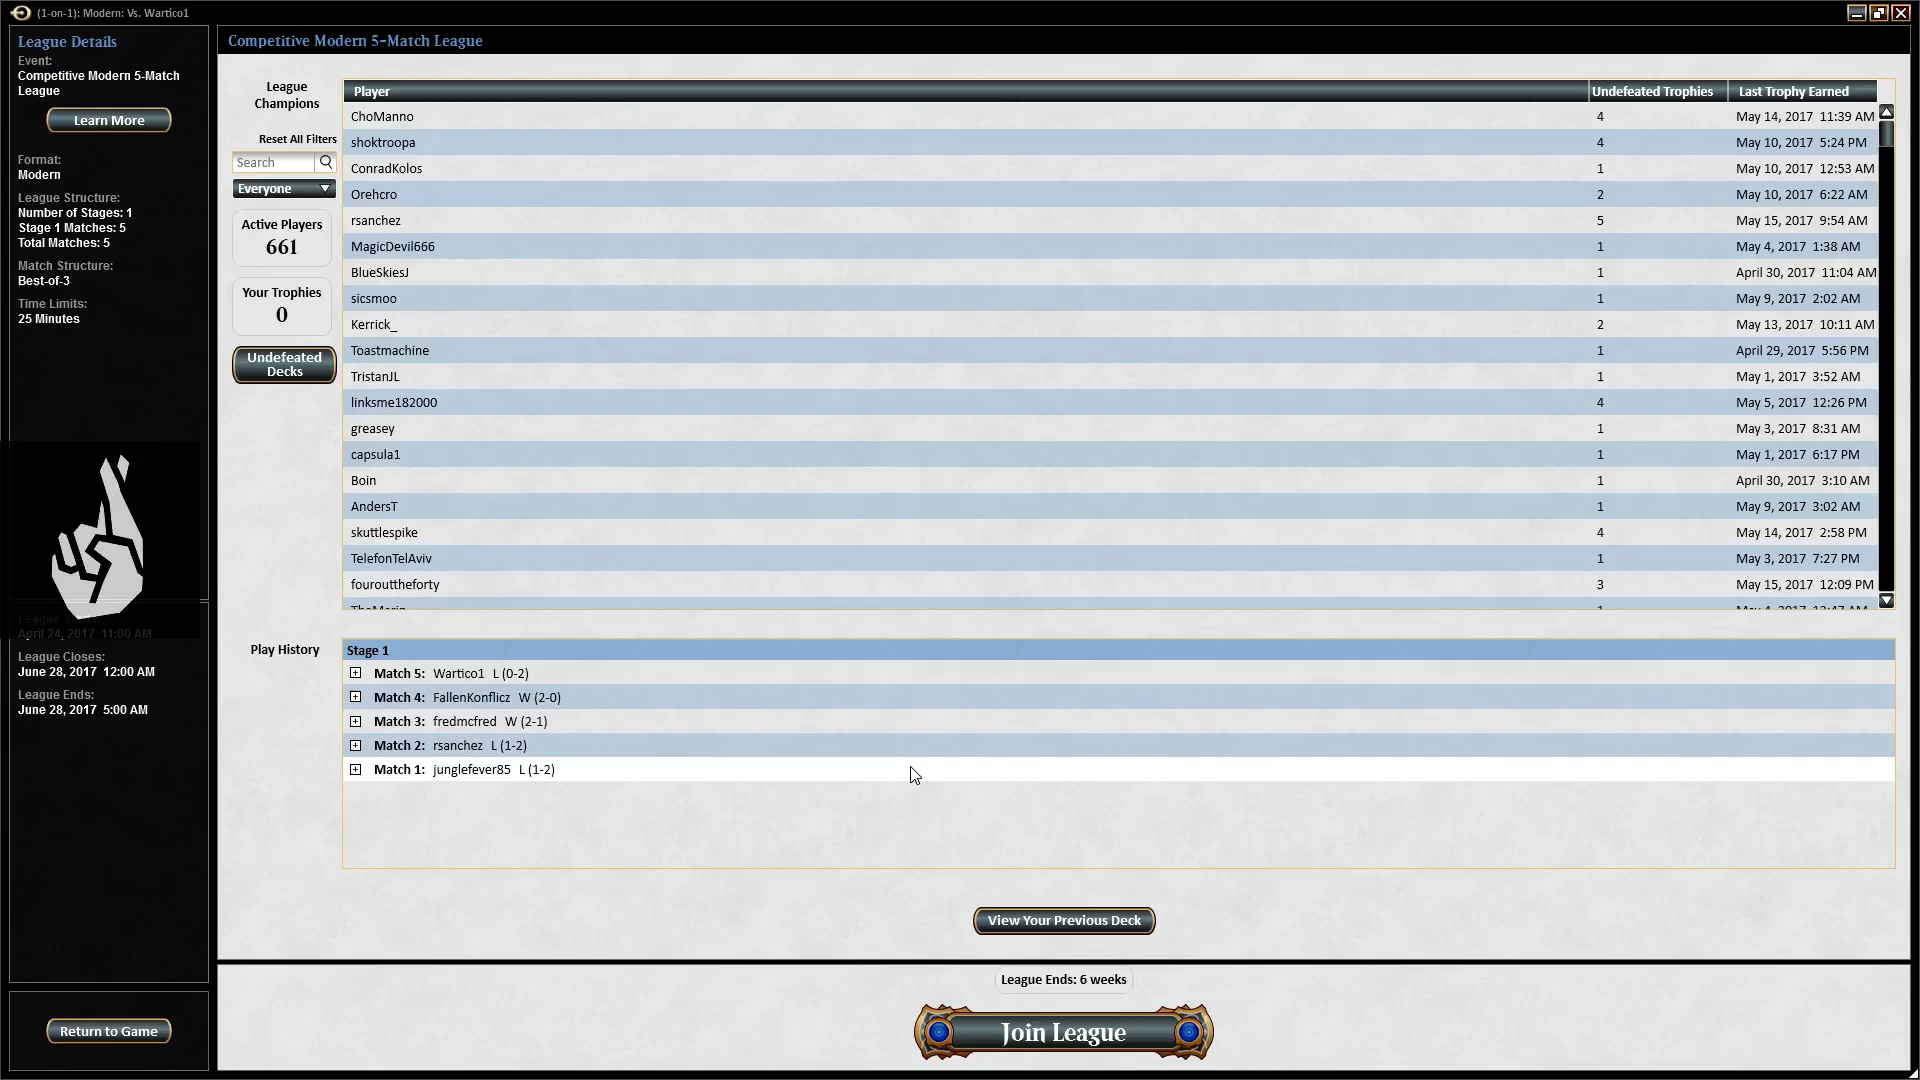 (1-on-1): Modern: Vs. Wartico1
League Details
Event:
Competitive Modern 5-Match
League
Learn More
Format:
Modern
League Structure:
Number of Stages: 1
Stage 1 Matches: 5
Total Matches: 5
Match Structure:
Best-of-3
Time Limits:
25 Minutes
April 24, 2017 11:00 AM
League Closes:
June 28, 2017 12:00 AM
League Ends:
June 28, 2017 5:00 AM
Return to Game
Competitive Modern 5-Match League
League
Champions
Reset All Filters
Search
Everyone
Active Players
661
Your Trophies
0
Undefeated
Decks
Player Undefeated Trophies Last Trophy Earned
ChoManno 4 May 14, 2017 11:39 AM
shoktroopa 4 May 10, 2017 5:24 PM
ConradKolos 1 May 10, 2017 12:53 AM
Orehcro 2 May 10, 2017 6:22 AM
rsanchez 5 May 15, 2017 9:54 AM
MagicDevil666 1 May 4, 2017 1:38 AM
BlueSkiesJ 1 April 30, 2017 11:04 AM
sicsmoo 1 May 9, 2017 2:02 AM
Kerrick_ 2 May 13, 2017 10:11 AM
Toastmachine 1 April 29, 2017 5:56 PM
TristanJL 1 May 1, 2017 3:52 AM
linksme182000 4 May 5, 2017 12:26 PM
greasey 1 May 3, 2017 8:31 AM
capsula1 1 May 1, 2017 6:17 PM
Boin 1 April 30, 2017 3:10 AM
AndersT 1 May 9, 2017 3:02 AM
skuttlespike 4 May 14, 2017 2:58 PM
TelefonTelAviv 1 May 3, 2017 7:27 PM
fourouttheforty 3 May 15, 2017 12:09 PM
Play History
Stage 1
Match 5: Wartico1 L (0-2)
Match 4: FallenKonflicz W (2-0)
Match 3: fredmcfred W (2-1)
Match 2: rsanchez L (1-2)
Match 1: junglefever85 L (1-2)
View Your Previous Deck
League Ends: 6 weeks
Join League